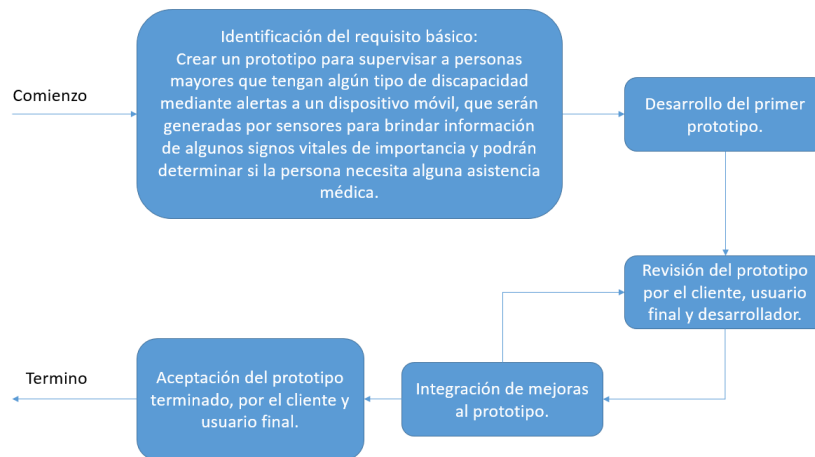 Comienzo
Identificación del requisito básico:
Crear un prototipo para supervisar a personas
mayores que tengan algún tipo de discapacidad
mediante alertas a un dispositivo móvil, que serán
generadas por sensores para brindar información
de algunos signos vitales de importancia y podrán
determinar si la persona necesita alguna asistencia
médica.
Desarrollo del primer
prototipo.
Revisión del prototipo
por el cliente, usuario
final y desarrollador.
Integración de mejoras
al prototipo.
Aceptación del prototipo
terminado, por el cliente y
usuario final.
Termino